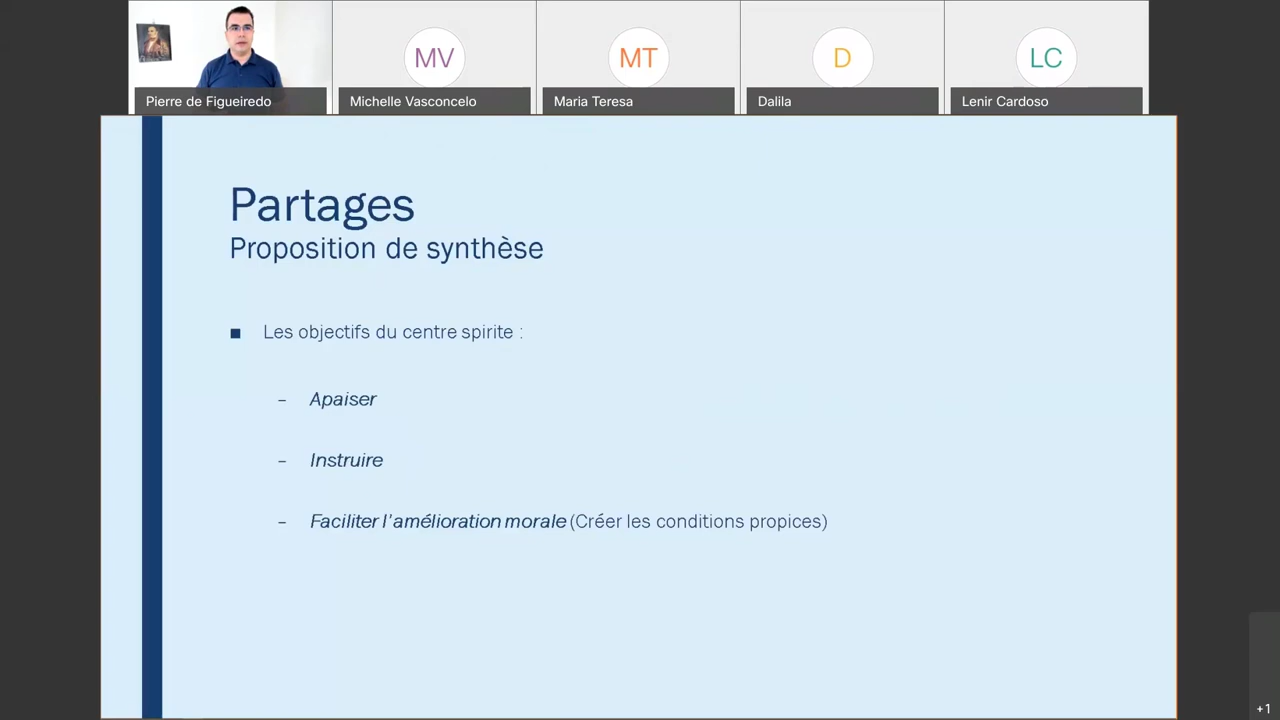 MV
MT
D
LC
Pierre de Figueiredo
Michelle Vasconcelo
Maria Teresa
Dalila
Lenir Cardoso
Partages
Proposition de synthèse
■ Les objectifs du centre spirite :
– Apaiser
– Instruire
– Faciliter l'amélioration morale (Créer les conditions propices)
+1